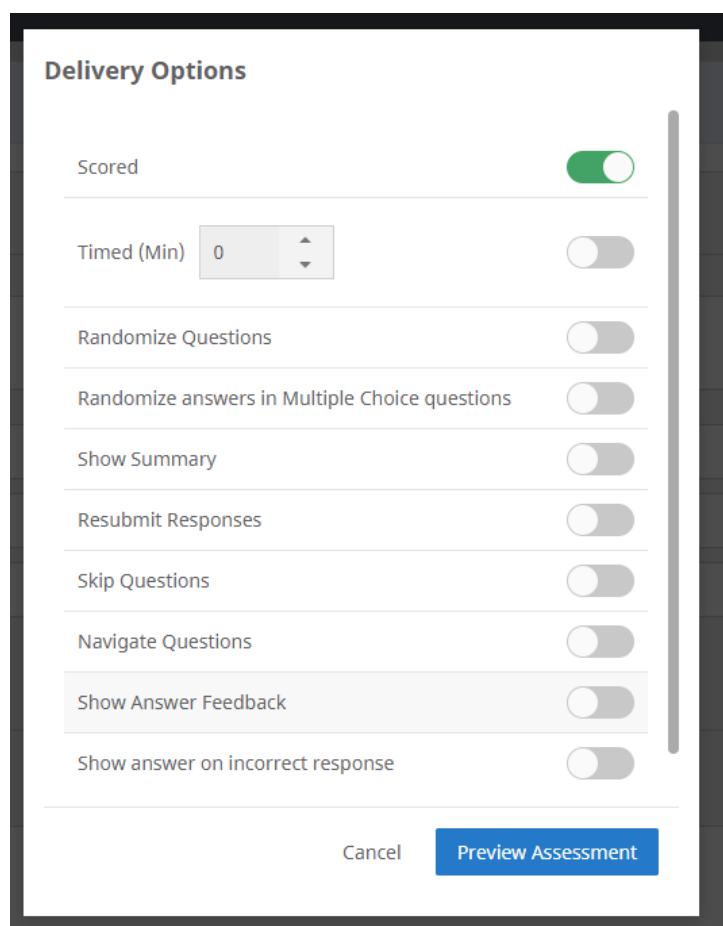 Delivery Options
Scored
Timed (Min) 0
Randomize Questions
Randomize answers in Multiple Choice questions
Show Summary
Resubmit Responses
Skip Questions
Navigate Questions
Show Answer Feedback
Show answer on incorrect response
Cancel Preview Assessment